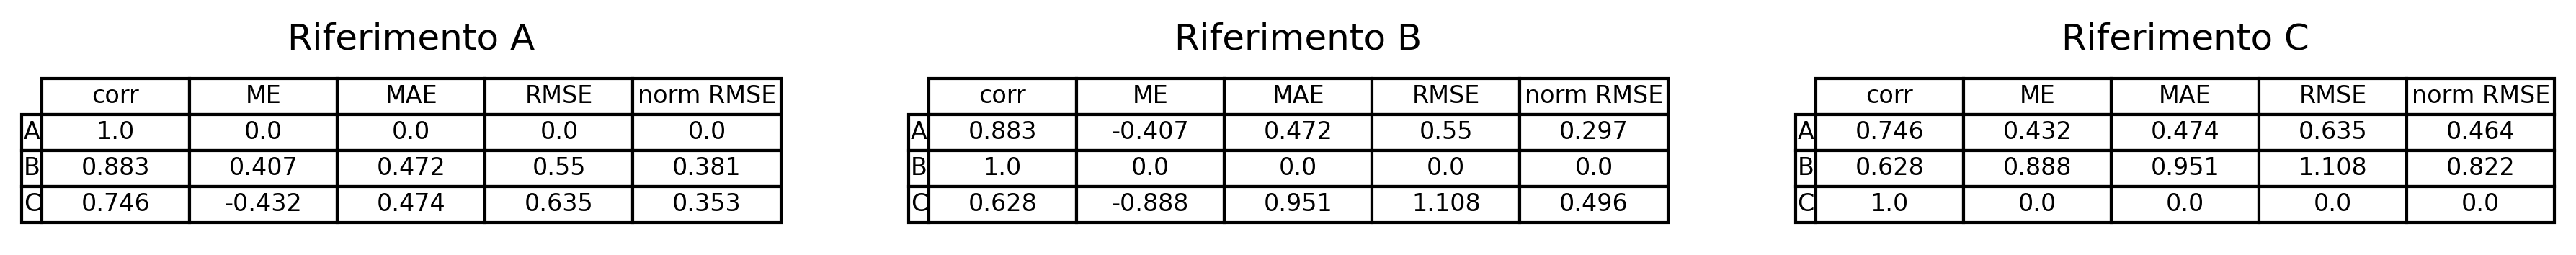 Riferimento A
corr ME MAE RMSE norm RMSE
A 1.0 0.0 0.0 0.0 0.0
B 0.883 0.407 0.472 0.55 0.381
C 0.746 -0.432 0.474 0.635 0.353
Riferimento B
corr ME MAE RMSE norm RMSE
A 0.883 -0.407 0.472 0.55 0.297
B 1.0 0.0 0.0 0.0 0.0
C 0.628 -0.888 0.951 1.108 0.496
Riferimento C
corr ME MAE RMSE norm RMSE
A 0.746 0.432 0.474 0.635 0.464
B 0.628 0.888 0.951 1.108 0.822
C 1.0 0.0 0.0 0.0 0.0